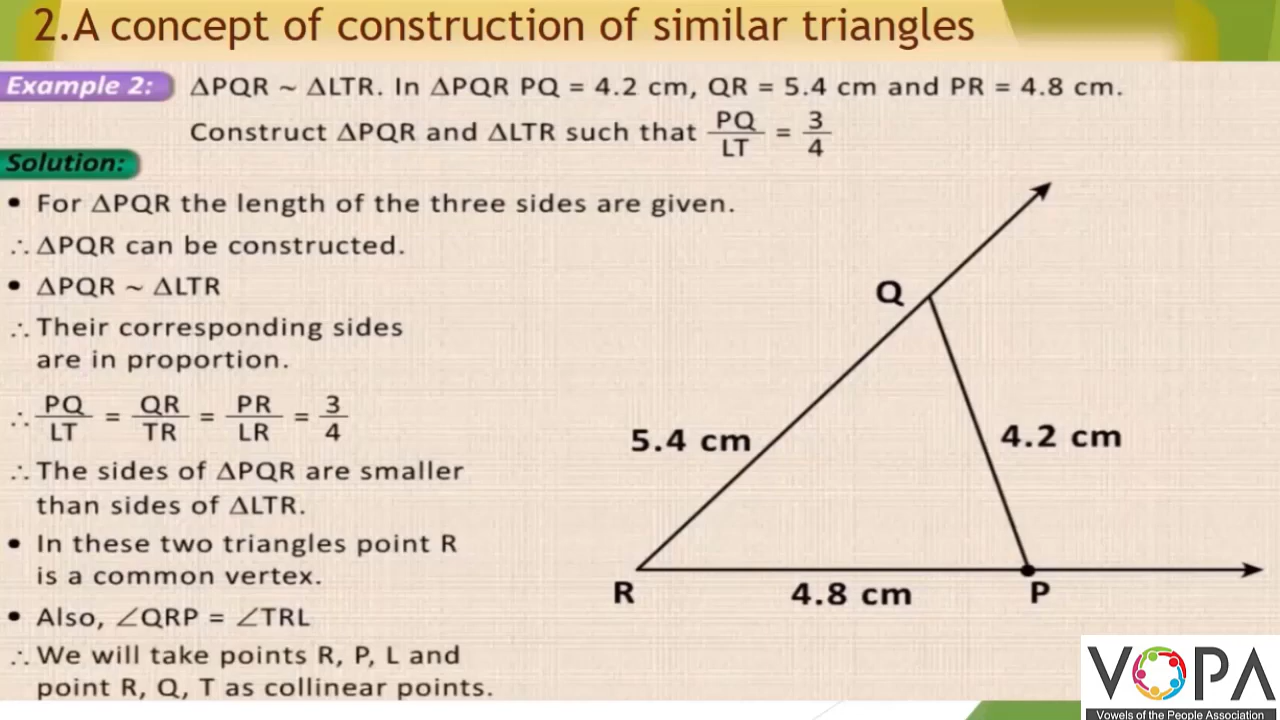 2.A concept of construction of similar triangles
Example 2: ΔPQR ~ ΔLTR. In ΔPQR PQ = 4.2 cm, QR = 5.4 cm and PR = 4.8 cm.
Construct ΔPQR and ΔLTR such that PQ/LT = 3/4
Solution:
• For ΔPQR the length of the three sides are given.
∴ ΔPQR can be constructed.
• ΔPQR ~ ΔLTR
∴ Their corresponding sides
are in proportion.
∴ PQ/LT = QR/TR = PR/LR = 3/4
∴ The sides of ΔPQR are smaller
than sides of ΔLTR.
• In these two triangles point R
is a common vertex.
• Also, ∠QRP = ∠TRL
∴ We will take points R, P, L and
point R, Q, T as collinear points.
Q
5.4 cm
4.2 cm
R
4.8 cm
P
VOPA
Vowels of the People Association